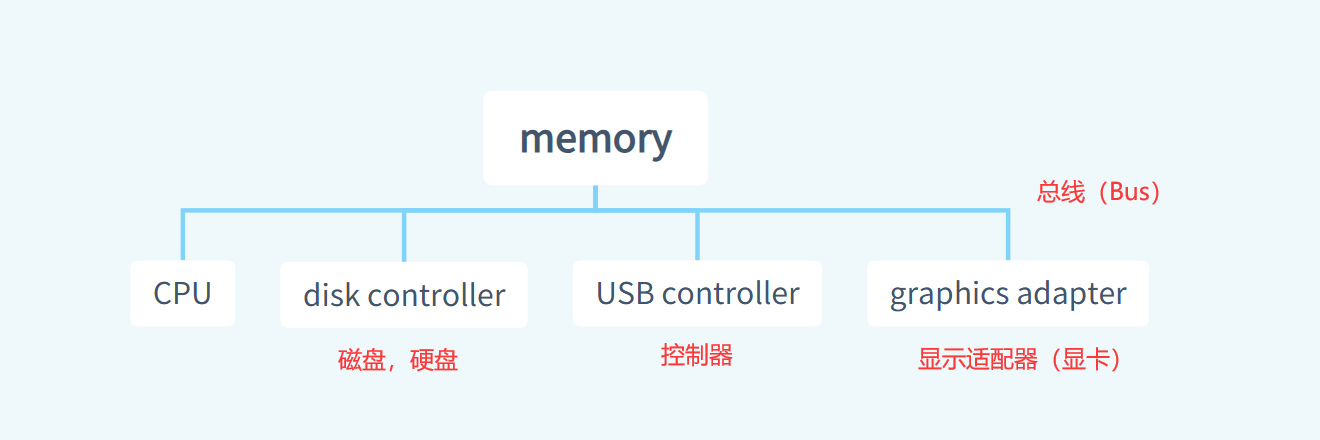 memory
总线（Bus）
CPU
disk controller
USB controller
graphics adapter
磁盘，硬盘
控制器
显示适配器（显卡）